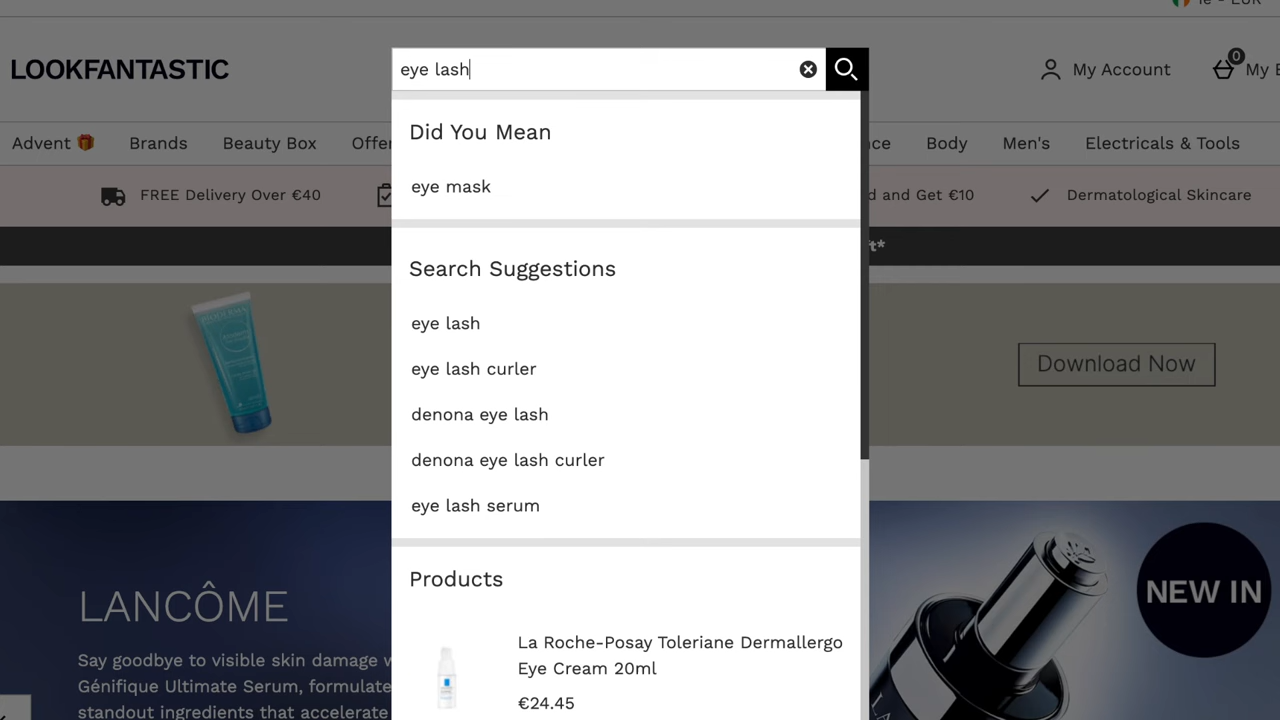 LOOKFANTASTIC
eye lash
My Account
0
My
Advent
Brands
Beauty Box
Body
Men's
Electricals & Tools
FREE Delivery Over €40
d and Get €10
Dermatological Skincare
Did You Mean
eye mask
Search Suggestions
eye lash
eye lash curler
denona eye lash
denona eye lash curler
eye lash serum
Products
La Roche-Posay Toleriane Dermallergo
Eye Cream 20ml
€24.45
Download Now
NEW IN
LANCÔME
Say goodbye to visible skin damage
Génifique Ultimate Serum, formulate
standout ingredients that accelerate